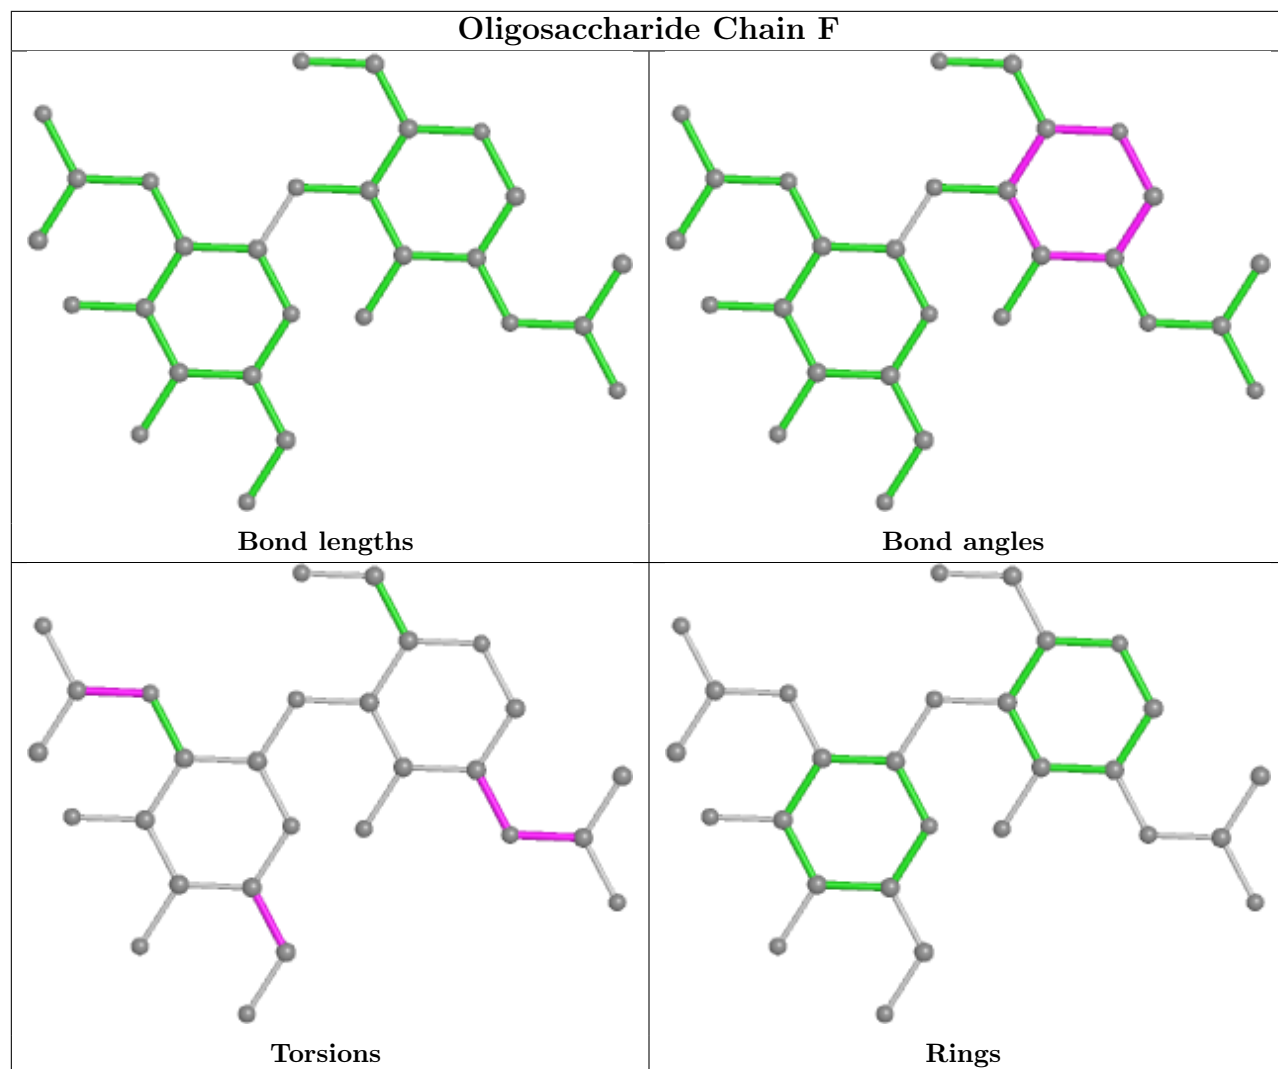 Oligosaccharide Chain F
Bond lengths
Bond angles
Torsions
Rings